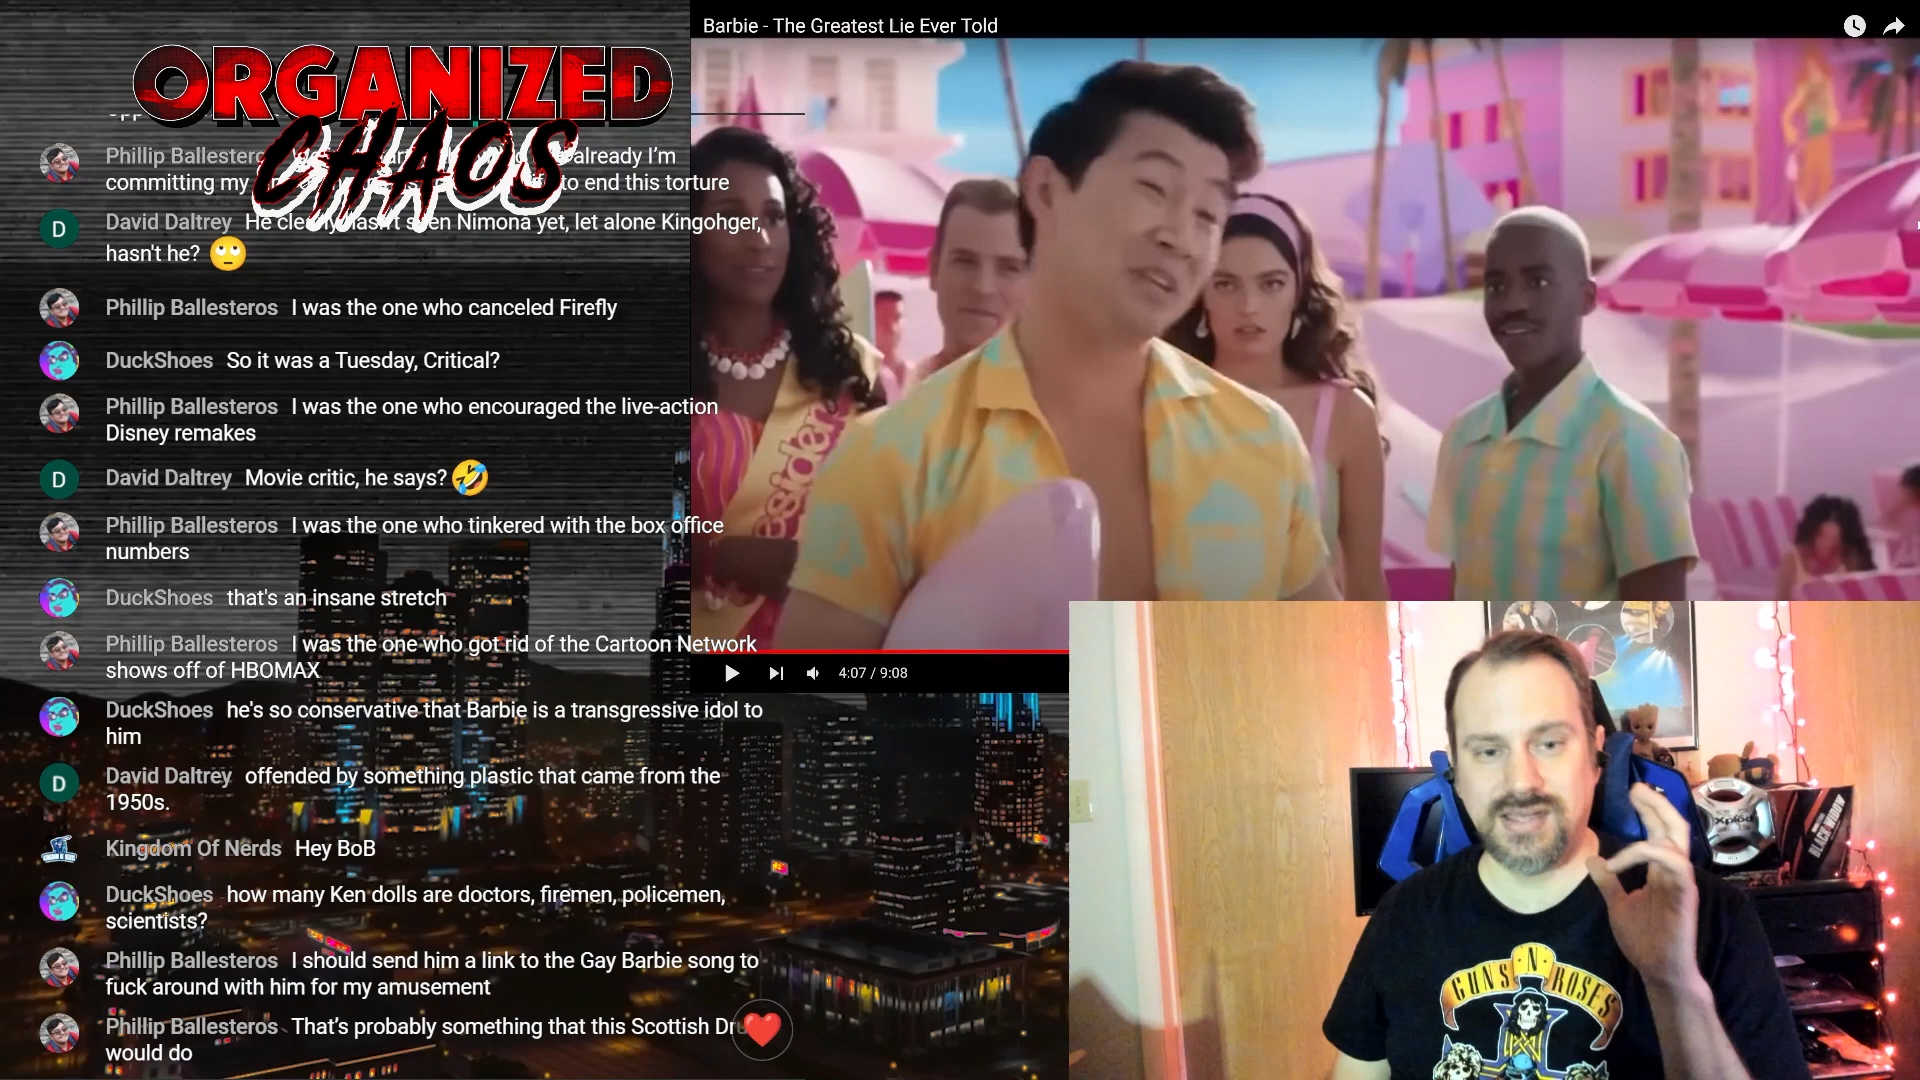 Barbie - The Greatest Lie Ever Told
ORGANIZED
CHAOS
Phillip Ballestero already I'm
committing my to end this torture
David Daltrey He clearly hasn't seen Nimona yet, let alone Kingohger,
hasn't he? 🙄
Phillip Ballesteros I was the one who canceled Firefly
DuckShoes So it was a Tuesday, Critical?
Phillip Ballesteros I was the one who encouraged the live-action
Disney remakes
D David Daltrey Movie critic, he says? 🤣
Phillip Ballesteros I was the one who tinkered with the box office
numbers
DuckShoes that's an insane stretch
Phillip Ballesteros I was the one who got rid of the Cartoon Network
shows off of HBOMAX
DuckShoes he's so conservative that Barbie is a transgressive idol to
him
D David Daltrey offended by something plastic that came from the
1950s.
Kingdom Of Nerds Hey BoB
DuckShoes how many Ken dolls are doctors, firemen, policemen,
scientists?
Phillip Ballesteros I should send him a link to the Gay Barbie song to
fuck around with him for my amusement
Phillip Ballesteros That's probably something that this Scottish
would do
4:07 / 9:08
Xplod
BLACK WIDOW
GUNS N' ROSES